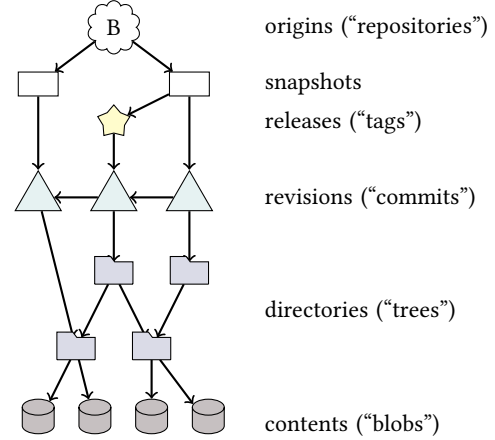 B
origins (“repositories”)
snapshots
releases (“tags”)
revisions (“commits”)
directories (“trees”)
contents (“blobs”)